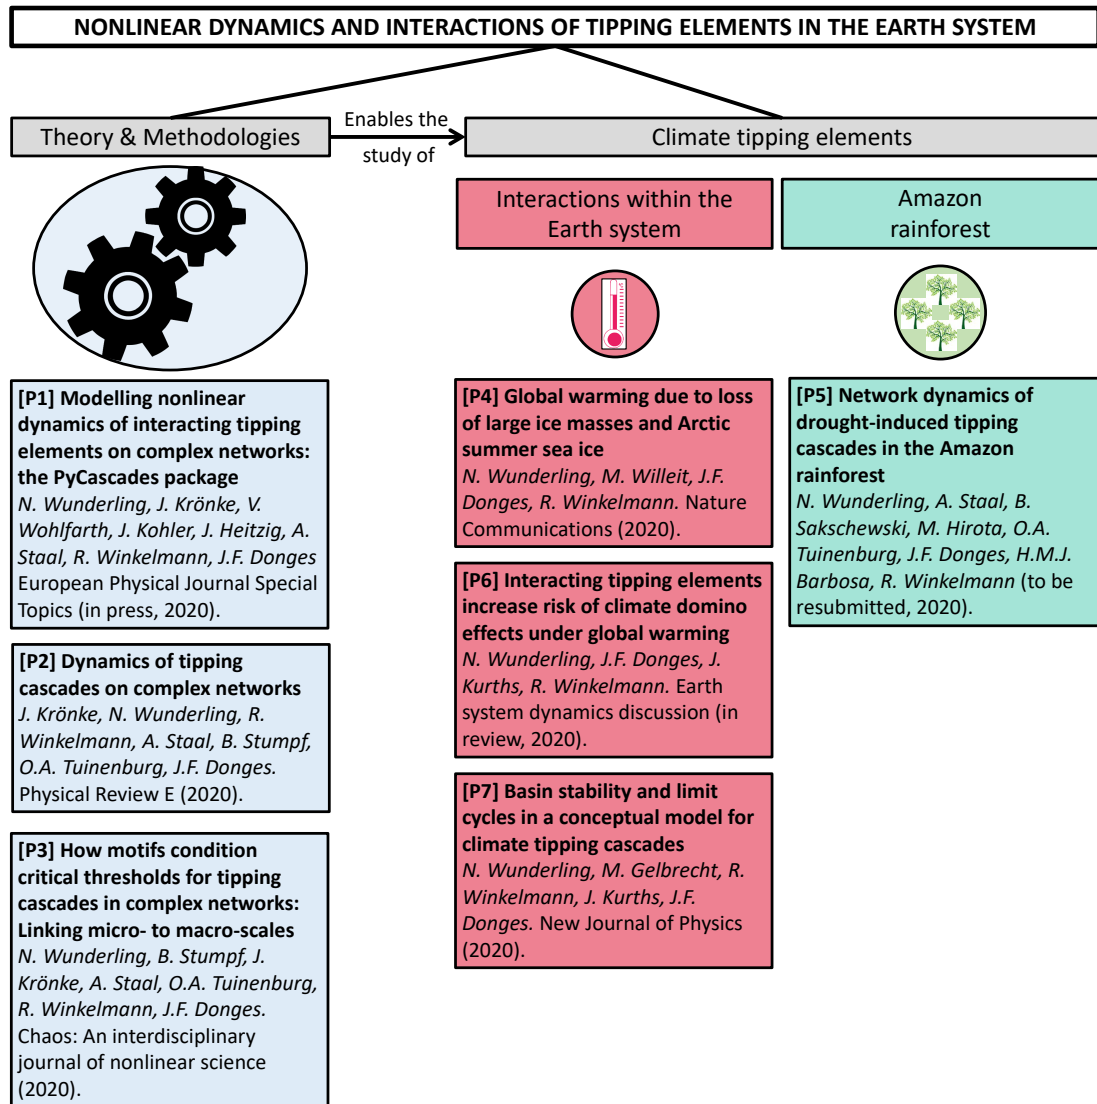 NONLINEAR DYNAMICS AND INTERACTIONS OF TIPPING ELEMENTS IN THE EARTH SYSTEM
Theory & Methodologies
Enables the
study of
Climate tipping elements
Interactions within the
Earth system
Amazon
rainforest
[P1] Modelling nonlinear
dynamics of interacting tipping
elements on complex networks:
the PyCascades package
N. Wunderling, J. Krönke, V.
Wohlfarth, J. Kohler, J. Heitzig, A.
Staal, R. Winkelmann, J.F. Donges
European Physical Journal Special
Topics (in press, 2020).
[P2] Dynamics of tipping
cascades on complex networks
J. Krönke, N. Wunderling, R.
Winkelmann, A. Staal, B. Stumpf,
O.A. Tuinenburg, J.F. Donges.
Physical Review E (2020).
[P3] How motifs condition
critical thresholds for tipping
cascades in complex networks:
Linking micro- to macro-scales
N. Wunderling, B. Stumpf, J.
Krönke, A. Staal, O.A. Tuinenburg,
R. Winkelmann, J.F. Donges.
Chaos: An interdisciplinary
journal of nonlinear science
(2020).
[P4] Global warming due to loss
of large ice masses and Arctic
summer sea ice
N. Wunderling, M. Willeit, J.F.
Donges, R. Winkelmann. Nature
Communications (2020).
[P6] Interacting tipping elements
increase risk of climate domino
effects under global warming
N. Wunderling, J.F. Donges, J.
Kurths, R. Winkelmann. Earth
system dynamics discussion (in
review, 2020).
[P7] Basin stability and limit
cycles in a conceptual model for
climate tipping cascades
N. Wunderling, M. Gelbrecht, R.
Winkelmann, J. Kurths, J.F.
Donges. New Journal of Physics
(2020).
[P5] Network dynamics of
drought-induced tipping
cascades in the Amazon
rainforest
N. Wunderling, A. Staal, B.
Sakschewski, M. Hirota, O.A.
Tuinenburg, J.F. Donges, H.M.J.
Barbosa, R. Winkelmann (to be
resubmitted, 2020).